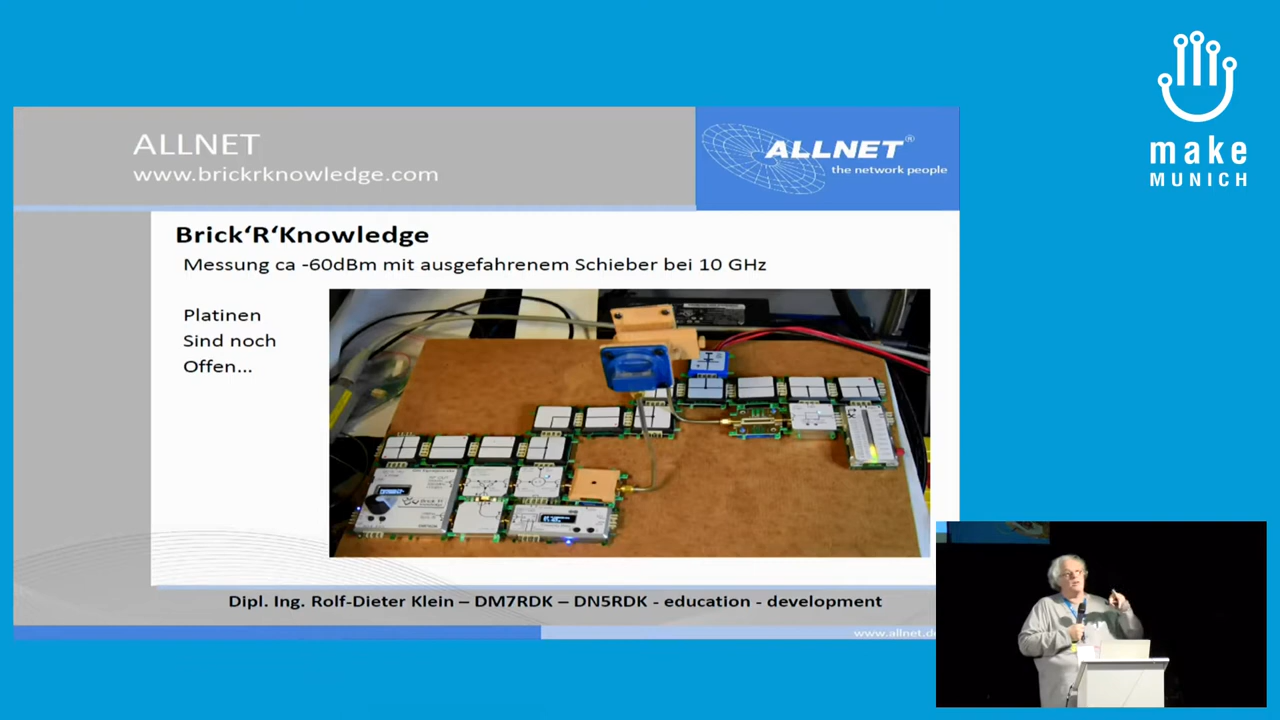 make
MUNICH
ALLNET
www.brickrknowledge.com
ALLNET®
the network people
Brick‘R‘Knowledge
Messung ca -60dBm mit ausgefahrenem Schieber bei 10 GHz
Platinen
Sind noch
Offen...
Dipl. Ing. Rolf-Dieter Klein – DM7RDK – DN5RDK - education - development
www.allnet.de